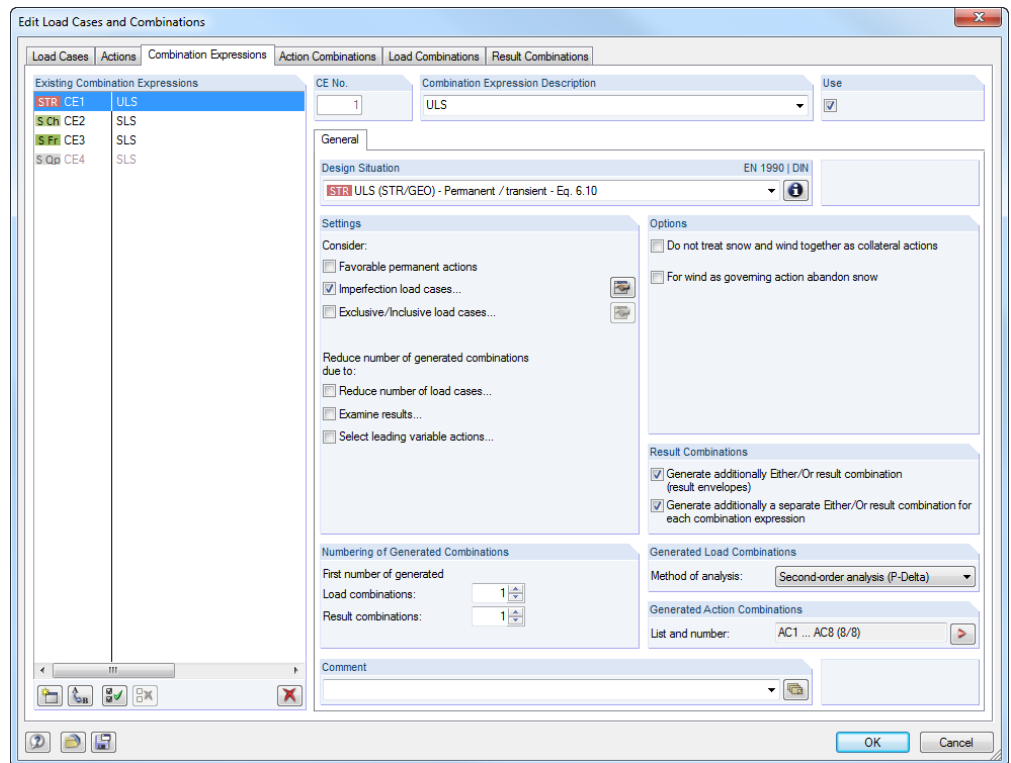 Edit Load Cases and Combinations
Load Cases Actions Combination Expressions Action Combinations Load Combinations Result Combinations
Existing Combination Expressions
STR CE1 ULS
S Ch CE2 SLS
S Fr CE3 SLS
S Qp CE4 SLS
CE No.
1
Combination Expression Description
ULS
Use
General
Design Situation EN 1990 | DIN
STR ULS (STR/GEO) - Permanent / transient - Eq. 6.10
Settings
Consider:
Favorable permanent actions
Imperfection load cases...
Exclusive/Inclusive load cases...
Reduce number of generated combinations
due to:
Reduce number of load cases...
Examine results...
Select leading variable actions...
Options
Do not treat snow and wind together as collateral actions
For wind as governing action abandon snow
Result Combinations
Generate additionally Either/Or result combination
(result envelopes)
Generate additionally a separate Either/Or result combination for
each combination expression
Numbering of Generated Combinations
First number of generated
Load combinations: 1
Result combinations: 1
Generated Load Combinations
Method of analysis: Second-order analysis (P-Delta)
Generated Action Combinations
List and number: AC1 ... AC8 (8/8)
Comment
OK Cancel